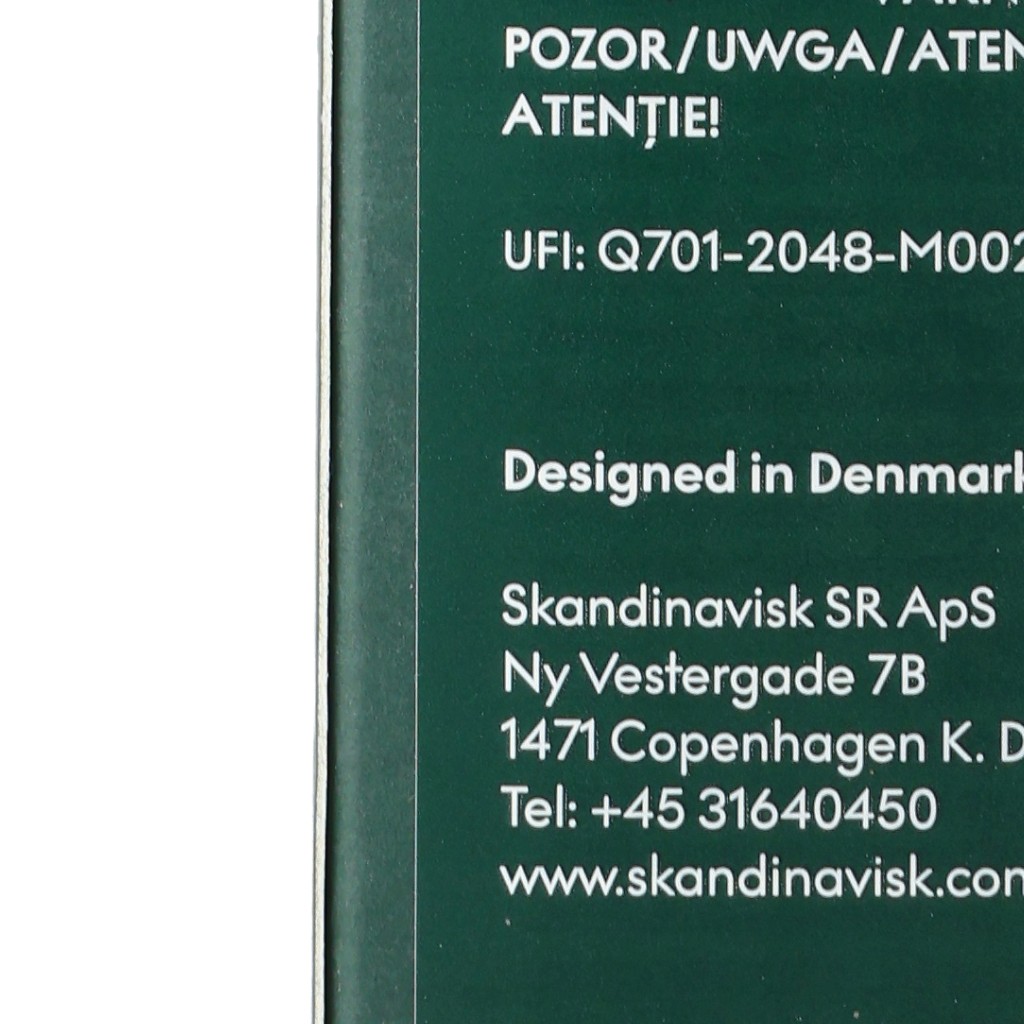 POZOR/UWGA/ATEN
ATENȚIE!
UFI: Q701-2048-M002
Designed in Denmark
Skandinavisk SR ApS
Ny Vestergade 7B
1471 Copenhagen K. D
Tel: +45 31640450
www.skandinavisk.com